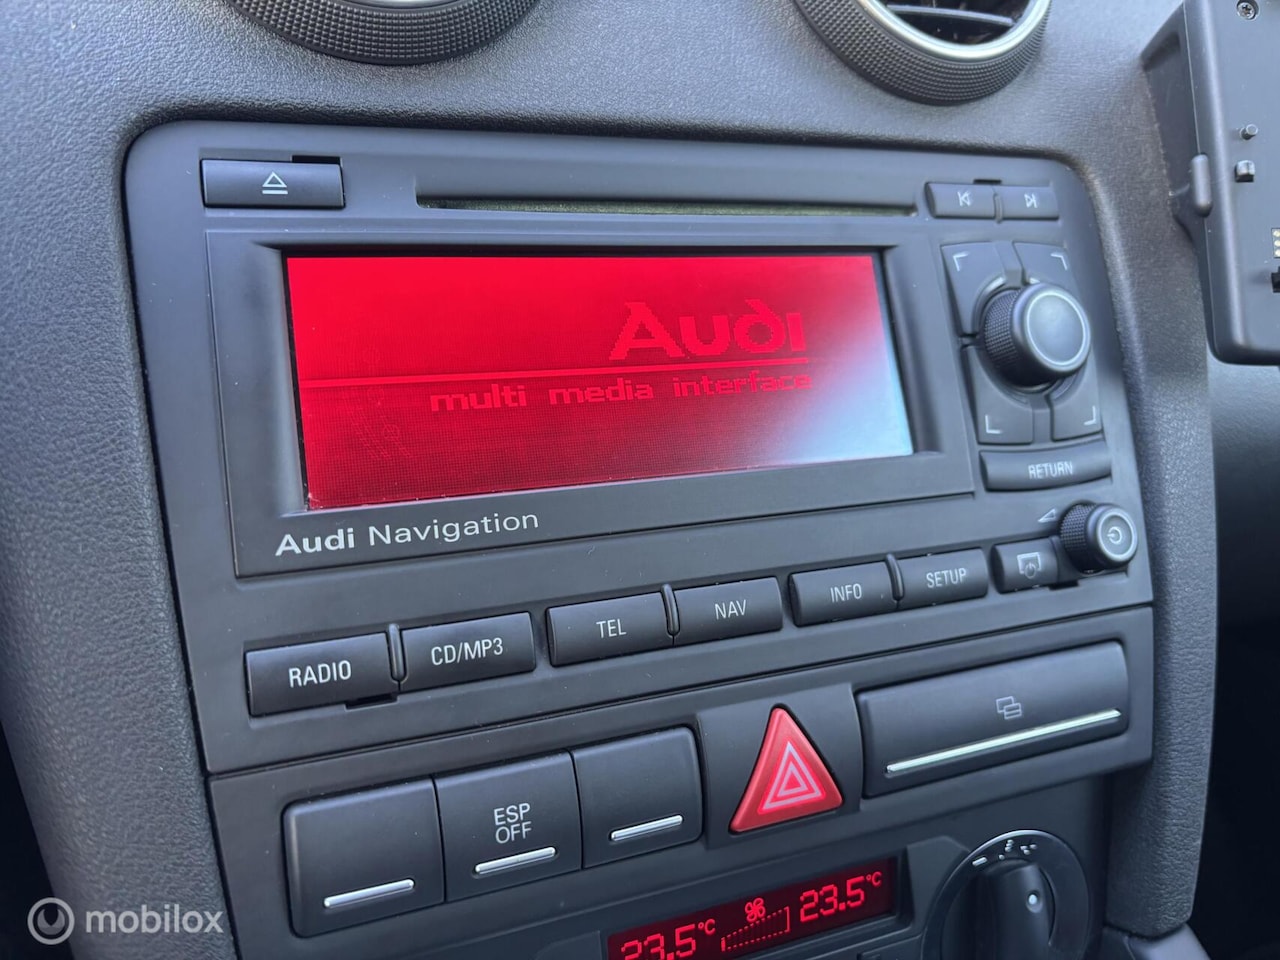 Audi
multi media interface
RETURN
Audi Navigation
RADIO
CD/MP3
TEL
NAV
INFO
SETUP
ESP
OFF
23.5°C
23.5°C
mobilox